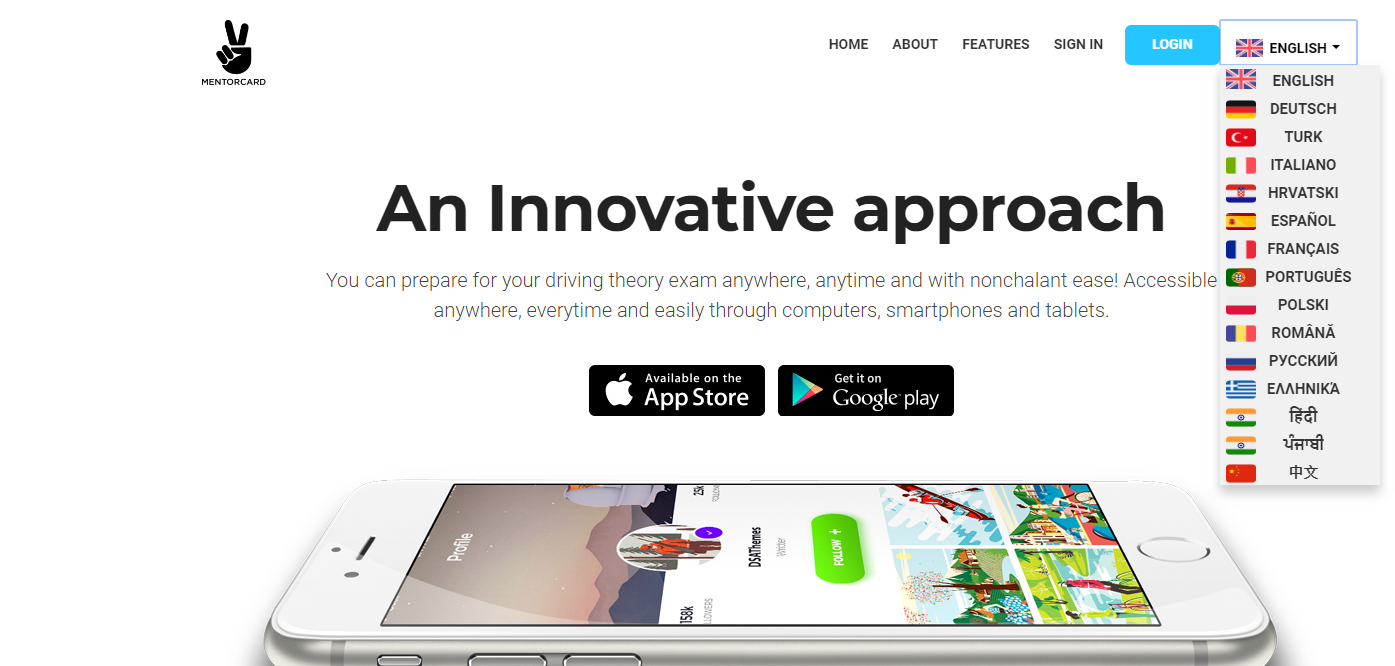 MENTORCARD
HOME ABOUT FEATURES SIGN IN LOGIN ENGLISH
ENGLISH
DEUTSCH
TURK
ITALIANO
HRVATSKI
ESPAÑOL
FRANÇAIS
PORTUGUÊS
POLSKI
ROMÂNĂ
РУССКИЙ
ΕΛΛΗΝΙΚΆ
हिंदी
ਪੰਜਾਬੀ
中文
An Innovative approach
You can prepare for your driving theory exam anywhere, anytime and with nonchalant ease! Accessible
anywhere, everytime and easily through computers, smartphones and tablets.
Available on the
App Store
Get it on
Google play
Profile
25k
158k
DSAThemes
FOLLOW +